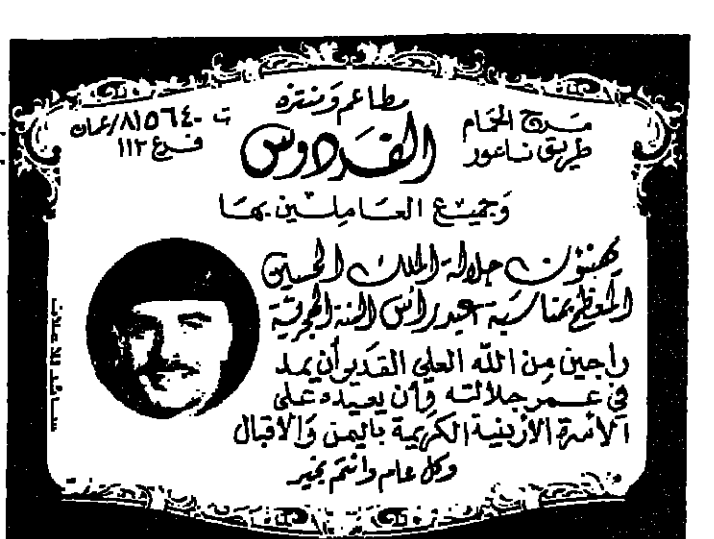 مطاعم ومنتزه
الفردوس
مرج الحمام
طريق ناعور
ت ٨١٥٦٤٠/عمان
فرع ١١٢
وجميع العاملين بها
يهنئون جلالة الملك الحسين
المعظم بمناسبة عيد رأس السنة الهجرية
راجين من الله العلي القدير أن يمد
في عمر جلالته وأن يعيده على
الأسرة الأردنية الكريمة باليمن والاقبال
وكل عام وانتم بخير